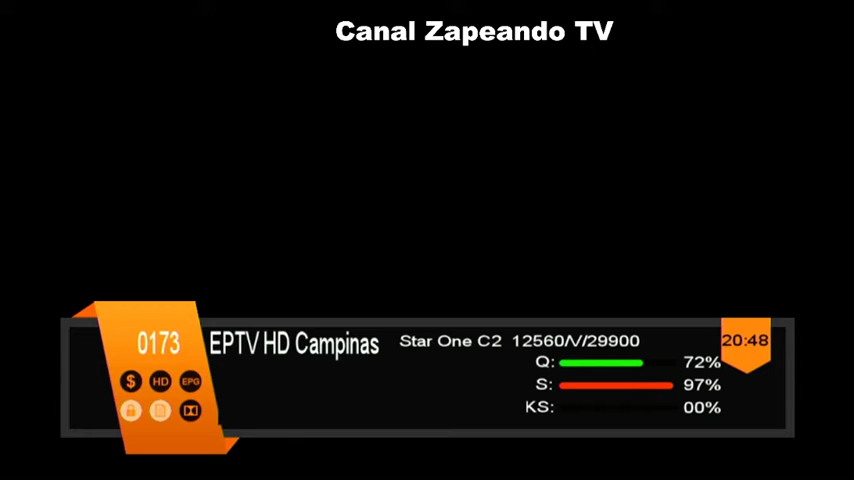 Canal Zapeando TV
0173 EPTV HD Campinas Star One C2 12560/V/29900 20:48
Q: 72%
$ HD EPG S: 97%
KS: 00%